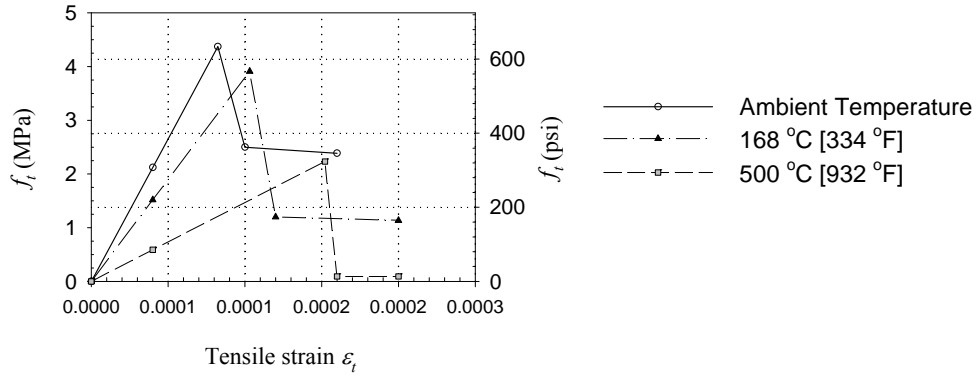 5
4
3
2
1
0
f_t (MPa)
600
400
200
0
f_t (psi)
0.0000 0.0001 0.0001 0.0002 0.0002 0.0003
Tensile strain ε_t
Ambient Temperature
168 °C [334 °F]
500 °C [932 °F]